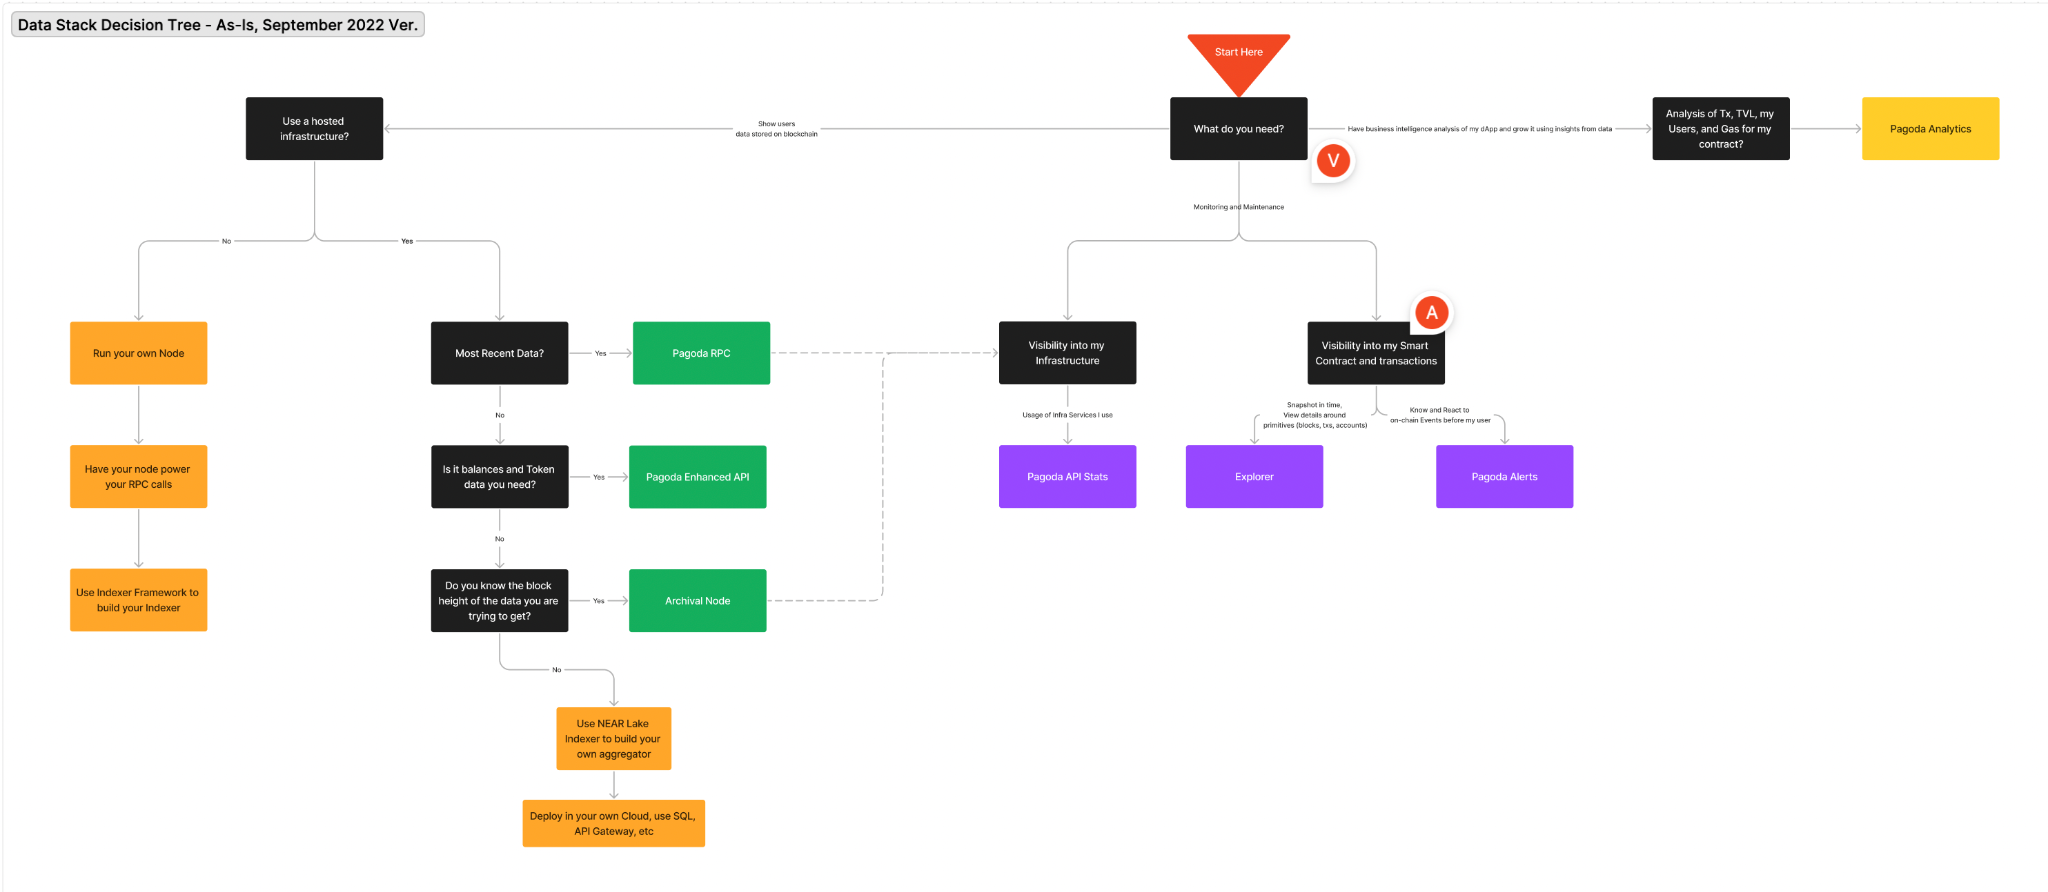 Data Stack Decision Tree - As-Is, September 2022 Ver.
Start Here
Use a hosted
infrastructure?
Show users
data stored on blockchain
What do you need?
Have business intelligence analysis of my dApp and grow it using insights from data
Analysis of Tx, TVL, my
Users, and Gas for my
contract?
Pagoda Analytics
V
Monitoring and Maintenance
No
Yes
A
Run your own Node
Most Recent Data?
Yes
Pagoda RPC
Visibility into my
Infrastructure
Visibility into my Smart
Contract and transactions
No
Usage of Infra Services I use
Snapshot in time,
View details around
primitives (blocks, txs, accounts)
Know and React to
on-chain Events before my user
Have your node power
your RPC calls
Is it balances and Token
data you need?
Yes
Pagoda Enhanced API
Pagoda API Stats
Explorer
Pagoda Alerts
No
Use Indexer Framework to
build your Indexer
Do you know the block
height of the data you are
trying to get?
Yes
Archival Node
No
Use NEAR Lake
Indexer to build your
own aggregator
Deploy in your own Cloud, use SQL,
API Gateway, etc